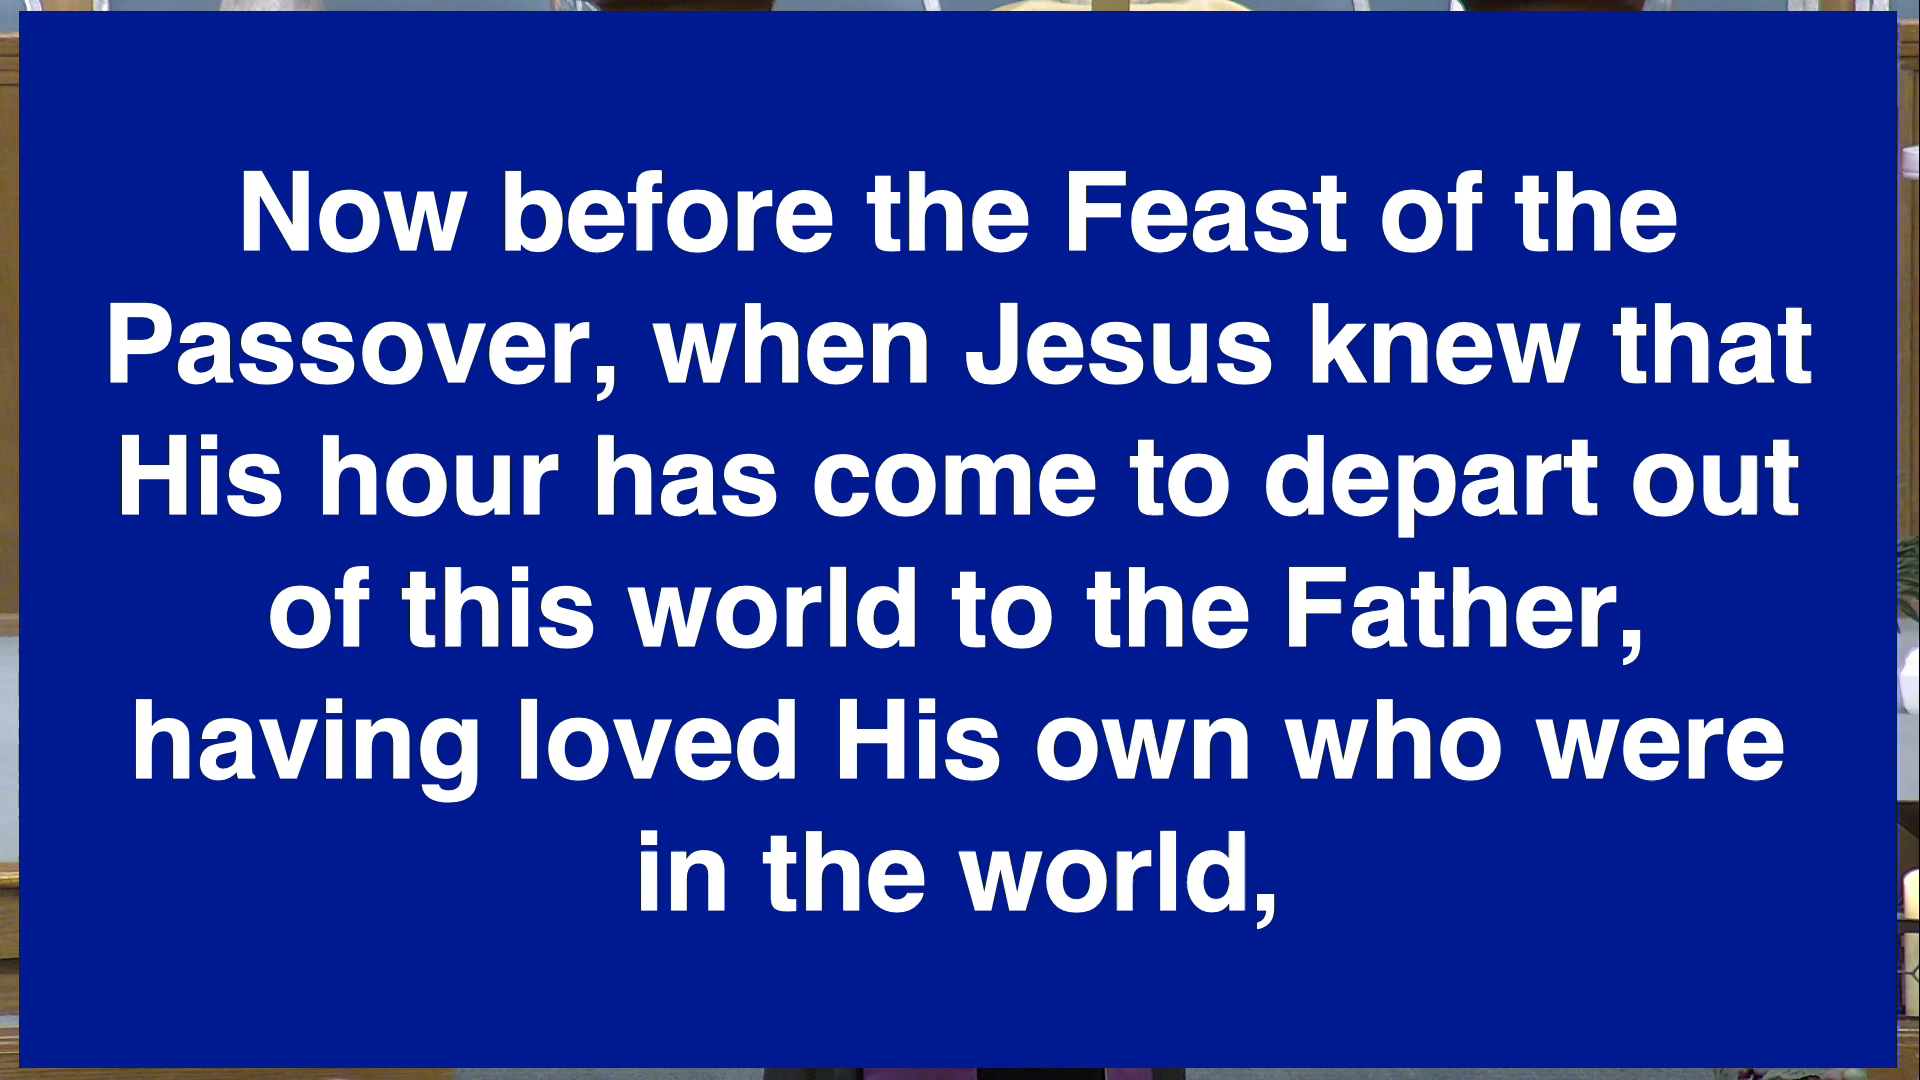 Now before the Feast of the
Passover, when Jesus knew that
His hour has come to depart out
of this world to the Father,
having loved His own who were
in the world,